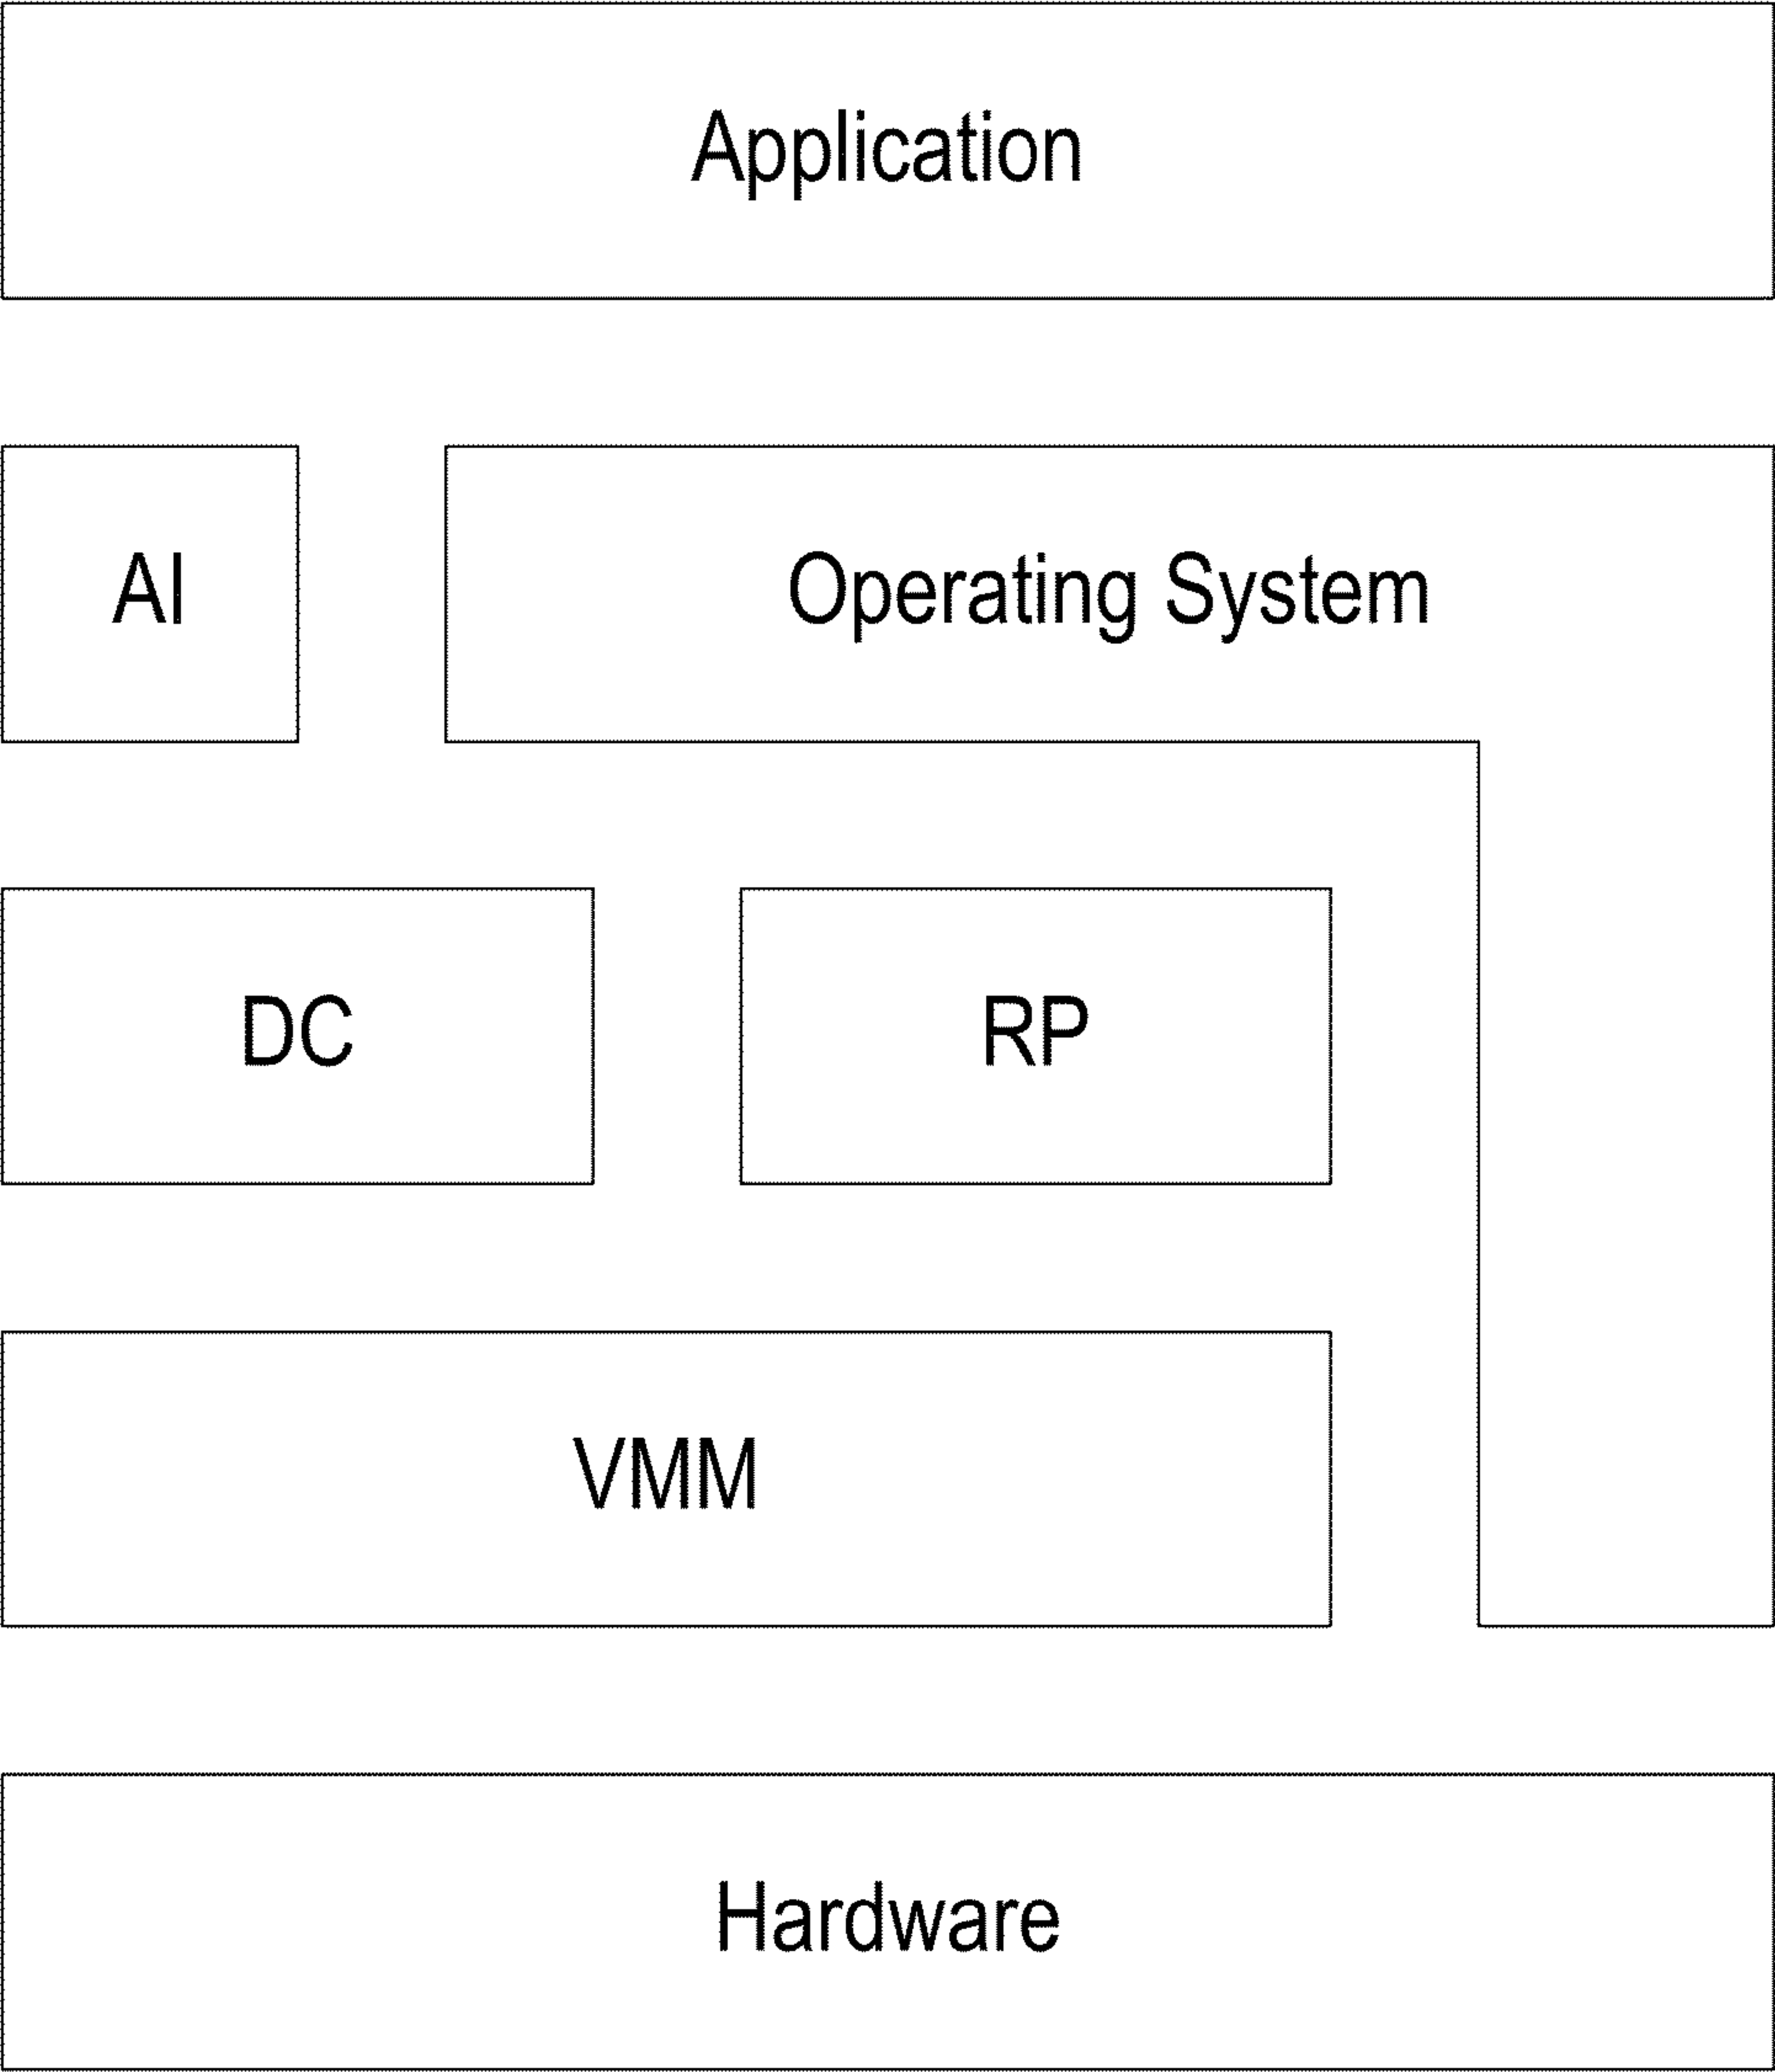 Application
AI
Operating System
DC
RP
VMM
Hardware